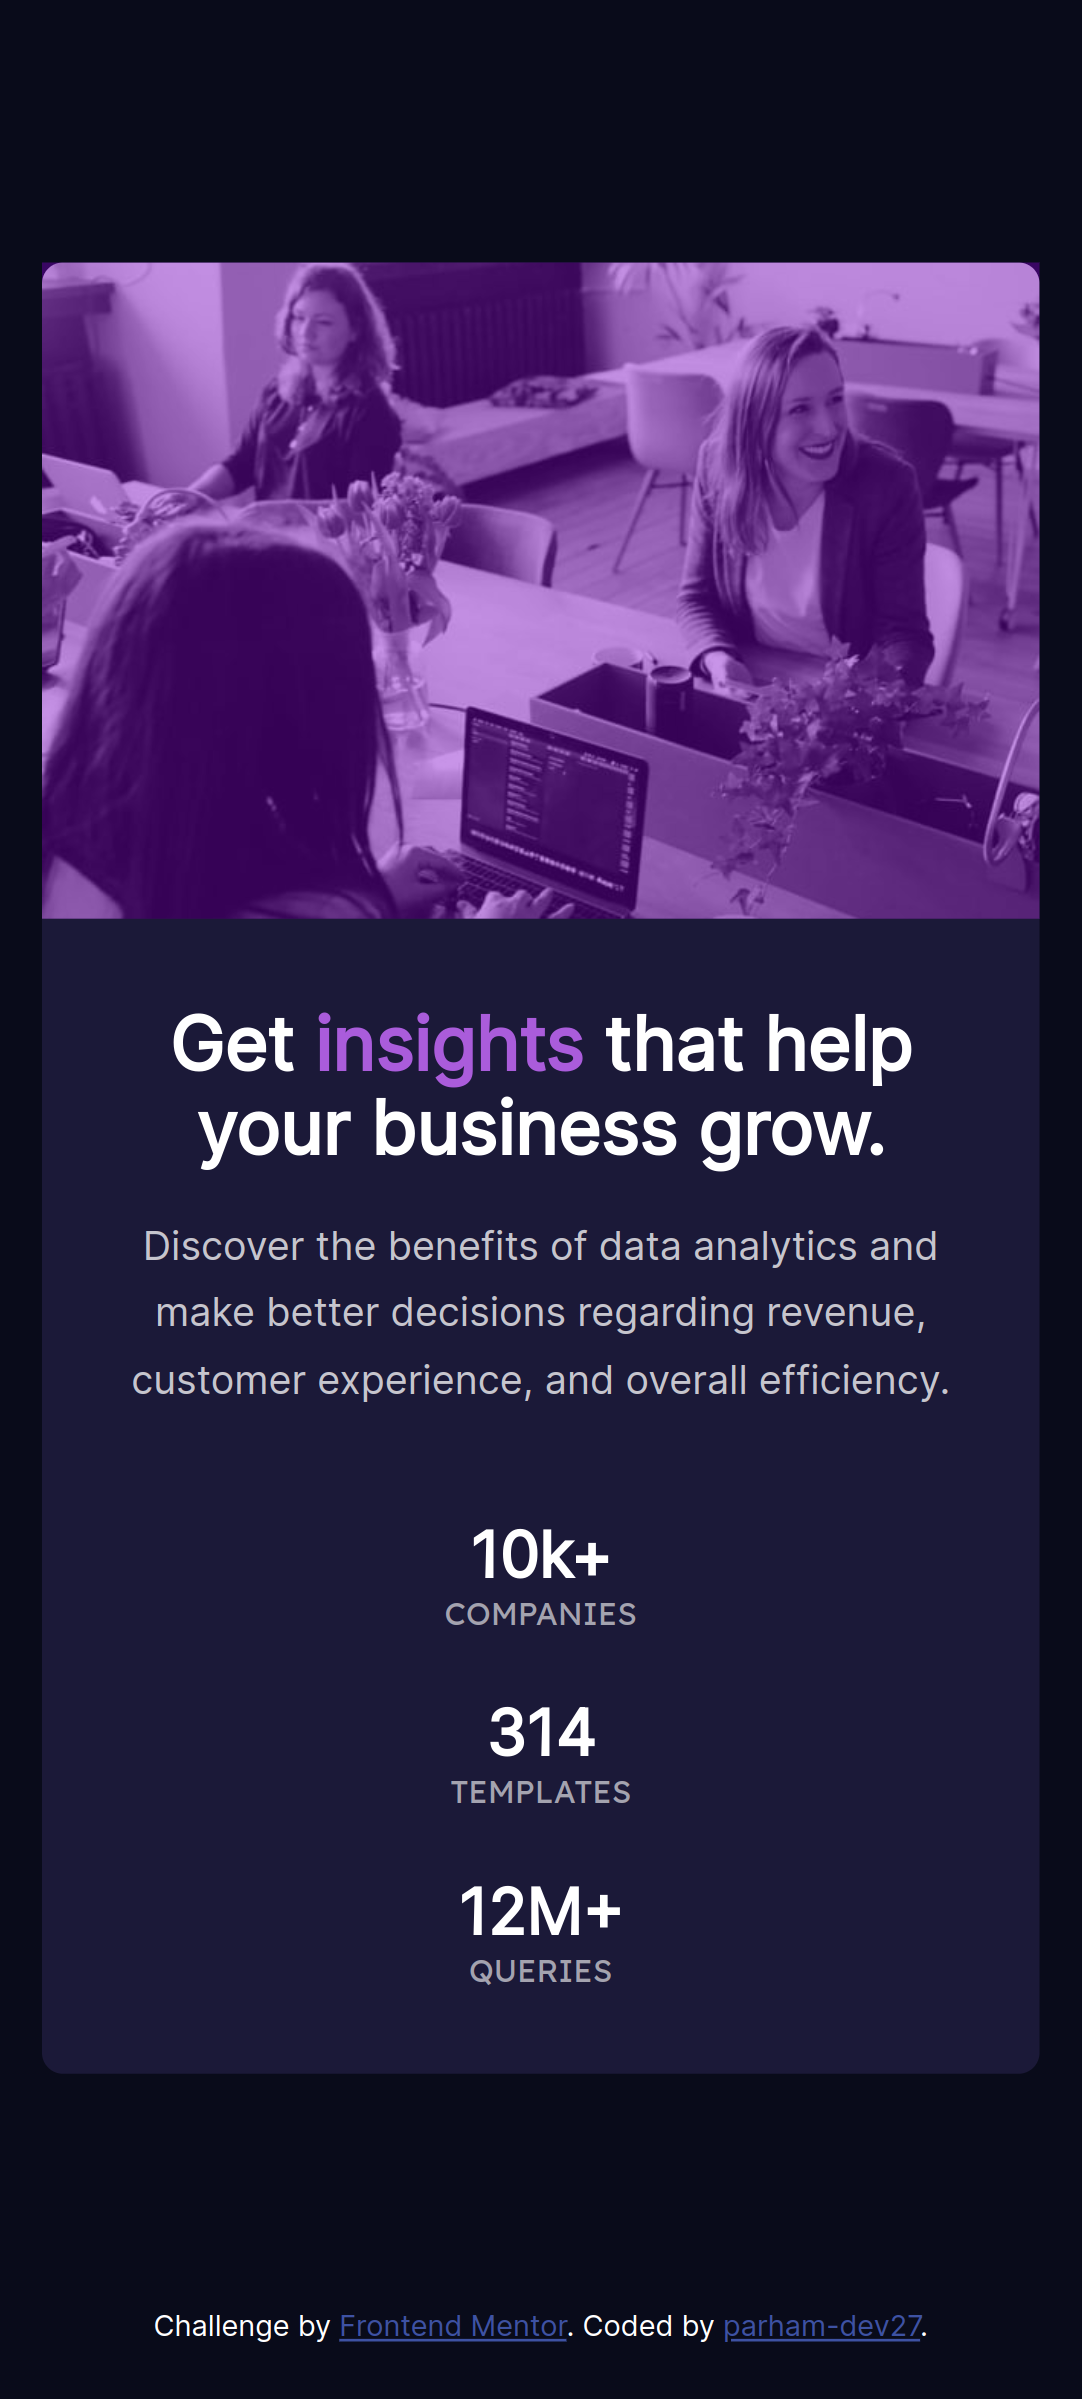 Get insights that help
your business grow.
Discover the benefits of data analytics and
make better decisions regarding revenue,
customer experience, and overall efficiency.
10k+
COMPANIES
314
TEMPLATES
12M+
QUERIES
Challenge by Frontend Mentor. Coded by parham-dev27.